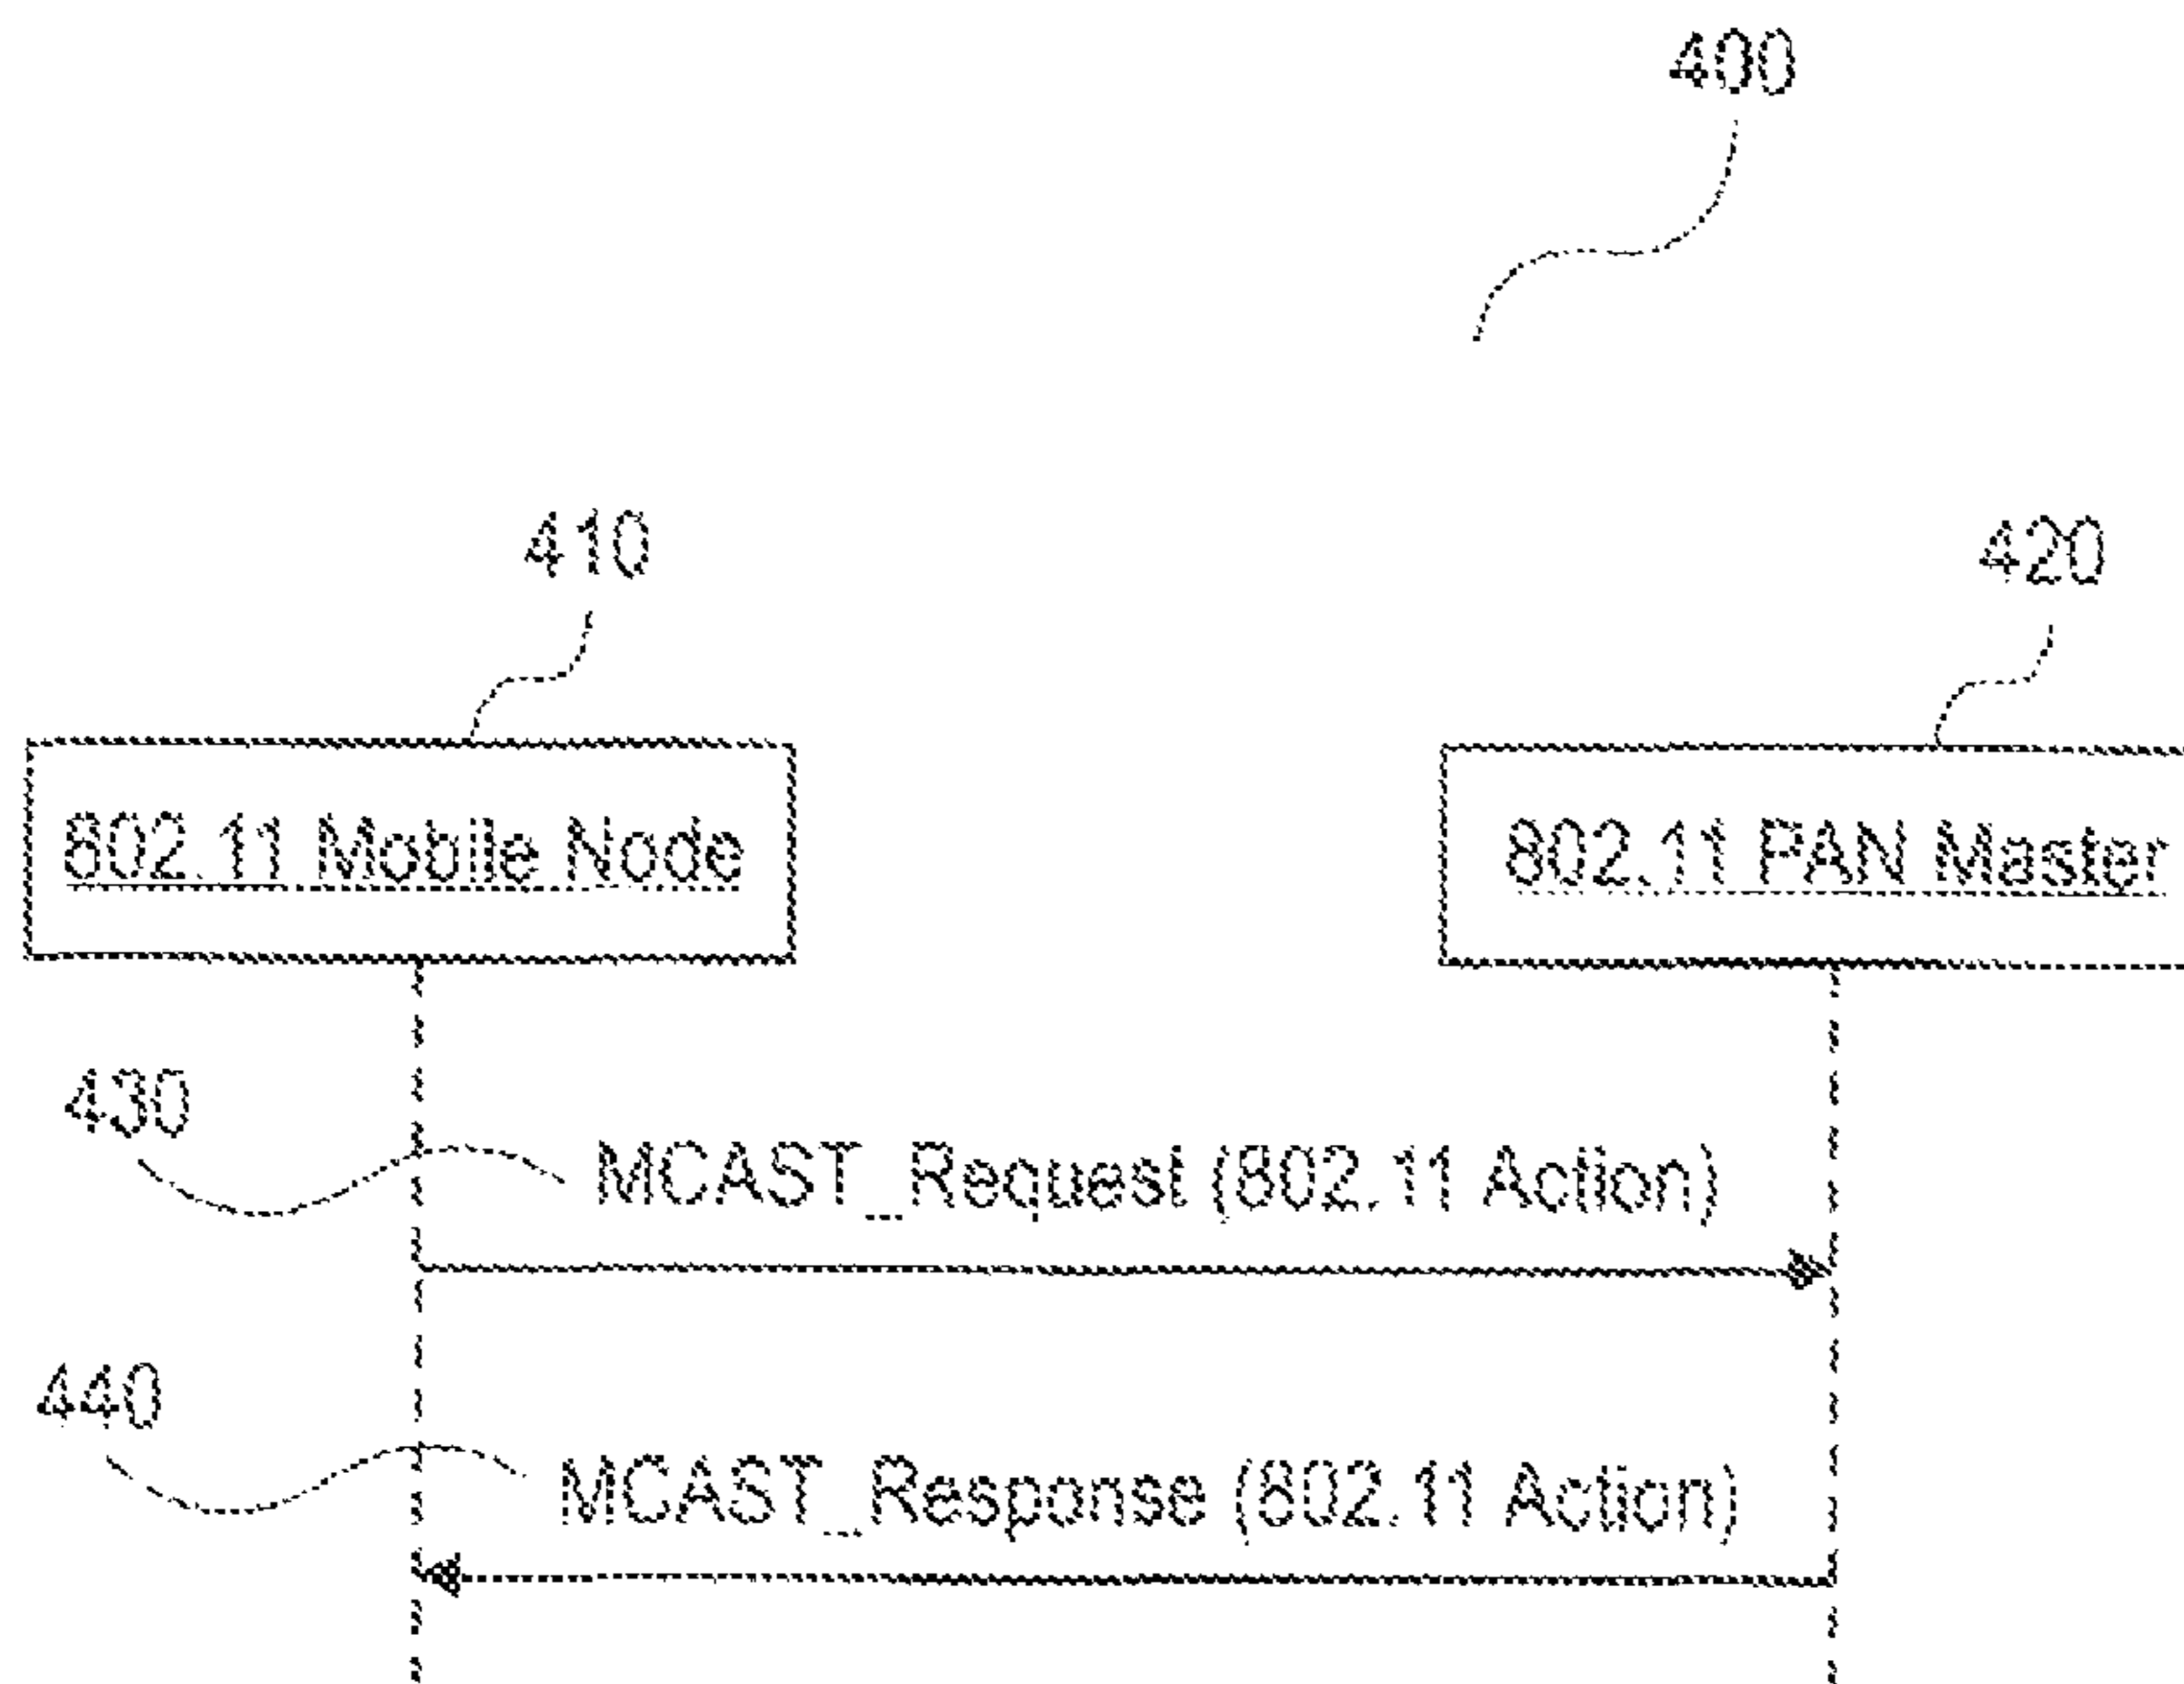 400
410
420
802.11 Mobile Node
802.11 PAN Master
430
MCAST_Request (802.11 Action)
440
MCAST_Response (802.11 Action)